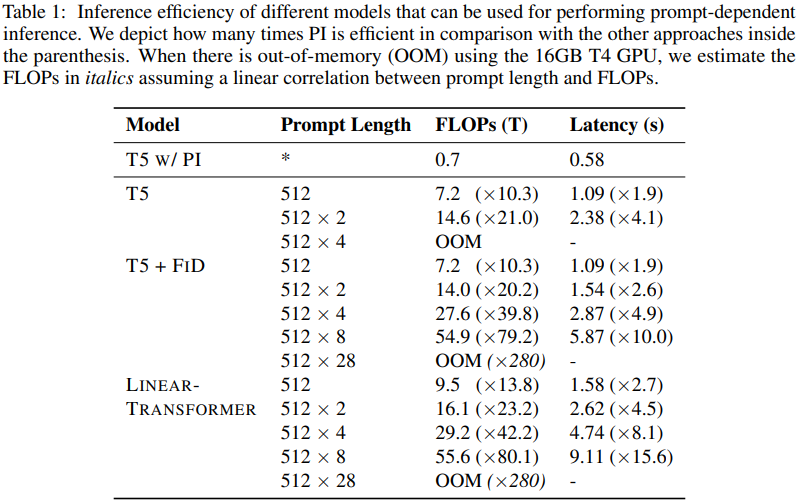 Table 1: Inference efficiency of different models that can be used for performing prompt-dependent
inference. We depict how many times PI is efficient in comparison with the other approaches inside
the parenthesis. When there is out-of-memory (OOM) using the 16GB T4 GPU, we estimate the
FLOPs in italics assuming a linear correlation between prompt length and FLOPs.
Model Prompt Length FLOPs (T) Latency (s)
T5 W/ PI * 0.7 0.58
T5 512 7.2 (×10.3) 1.09 (×1.9)
512 × 2 14.6 (×21.0) 2.38 (×4.1)
512 × 4 OOM -
T5 + FID 512 7.2 (×10.3) 1.09 (×1.9)
512 × 2 14.0 (×20.2) 1.54 (×2.6)
512 × 4 27.6 (×39.8) 2.87 (×4.9)
512 × 8 54.9 (×79.2) 5.87 (×10.0)
512 × 28 OOM (×280) -
LINEAR- 512 9.5 (×13.8) 1.58 (×2.7)
TRANSFORMER 512 × 2 16.1 (×23.2) 2.62 (×4.5)
512 × 4 29.2 (×42.2) 4.74 (×8.1)
512 × 8 55.6 (×80.1) 9.11 (×15.6)
512 × 28 OOM (×280) -